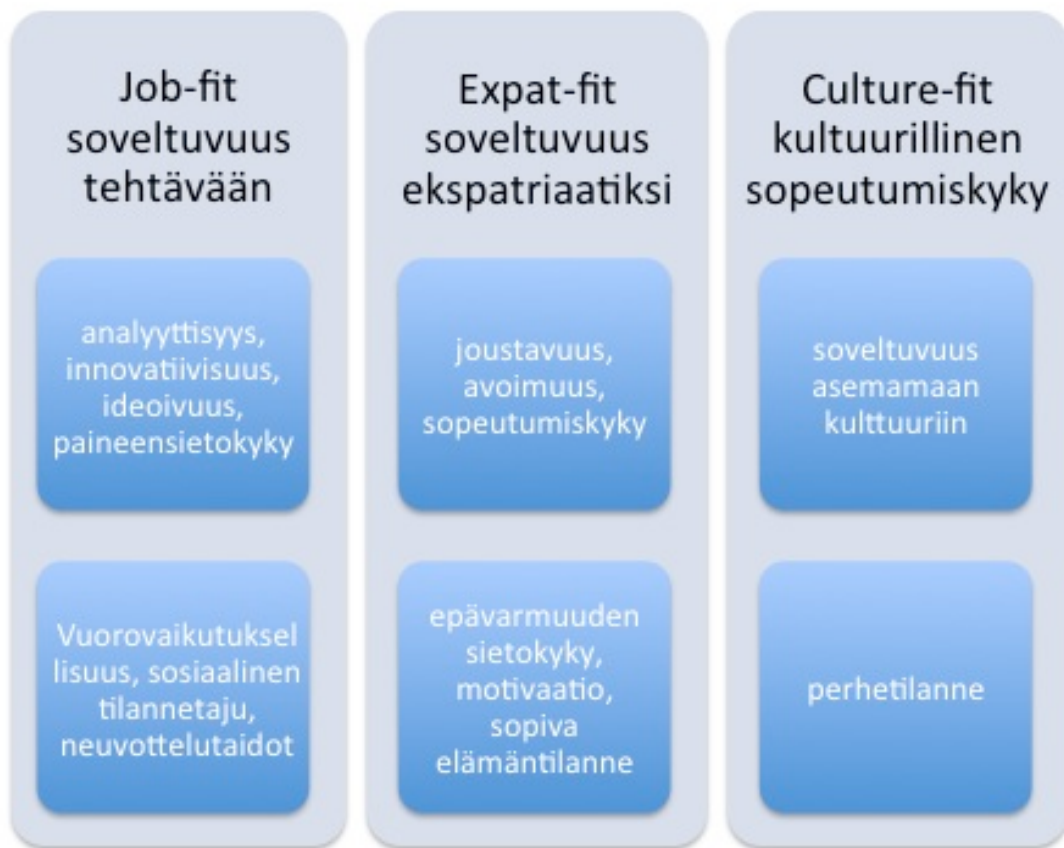 Job-fit
soveltuvuus
tehtävään
analyyttisyys,
innovatiivisuus,
ideoivuus,
paineensietokyky
Vuorovaikutuksel
lisuus, sosiaalinen
tilannetaju,
neuvottelutaidot
Expat-fit
soveltuvuus
ekspatriaatiksi
joustavuus,
avoimuus,
sopeutumiskyky
epävarmuuden
sietokyky,
motivaatio,
sopiva
elämäntilanne
Culture-fit
kultuurillinen
sopeutumiskyky
soveltuvuus
asemamaan
kulttuuriin
perhetilanne